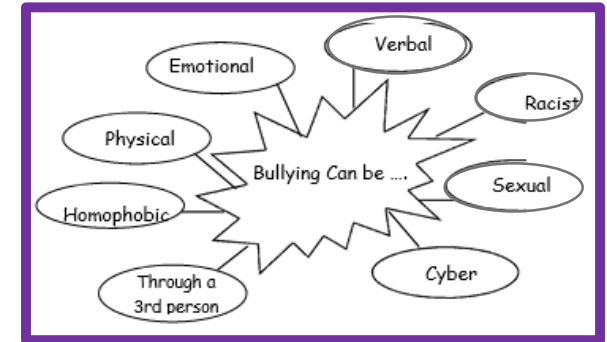 Verbal
Emotional
Racist
Physical
Bullying Can be ....
Sexual
Homophobic
Cyber
Through a
3rd person